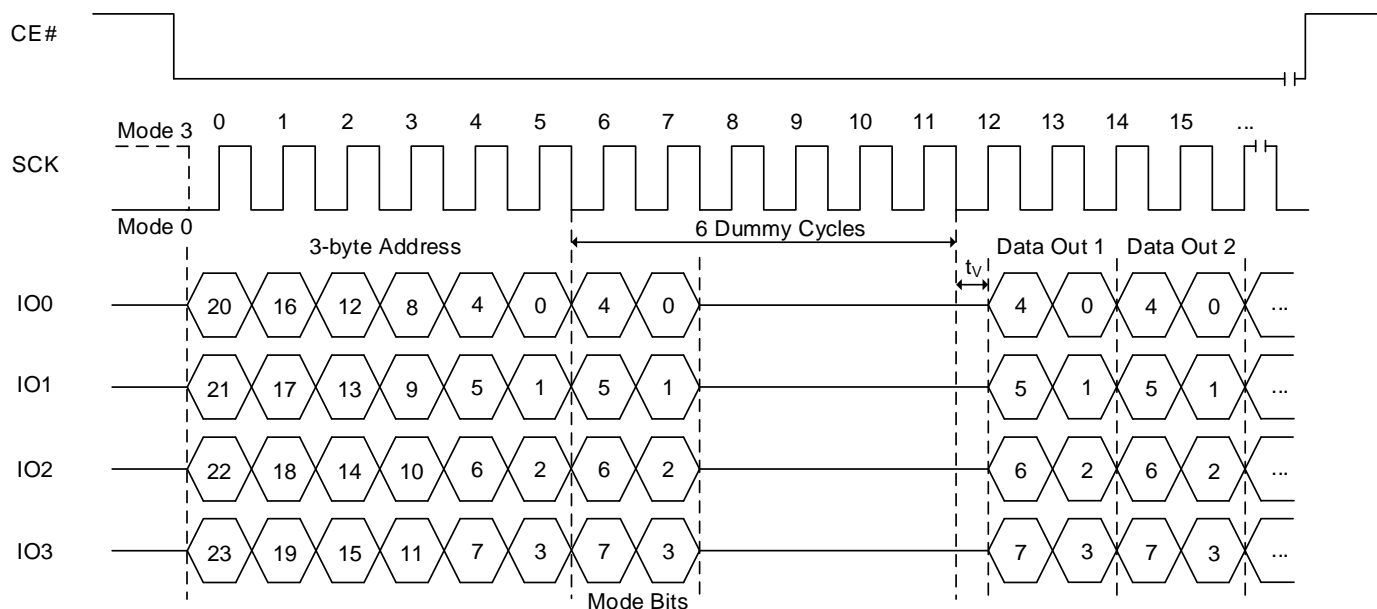 CE#
Mode 3 0 1 2 3 4 5 6 7 8 9 10 11 12 13 14 15 ...
SCK
Mode 0
3-byte Address 6 Dummy Cycles Data Out 1 Data Out 2
tV
IO0 20 16 12 8 4 0 4 0 4 0 4 0 ...
IO1 21 17 13 9 5 1 5 1 5 1 5 1 ...
IO2 22 18 14 10 6 2 6 2 6 2 6 2 ...
IO3 23 19 15 11 7 3 7 3 7 3 7 3 ...
Mode Bits